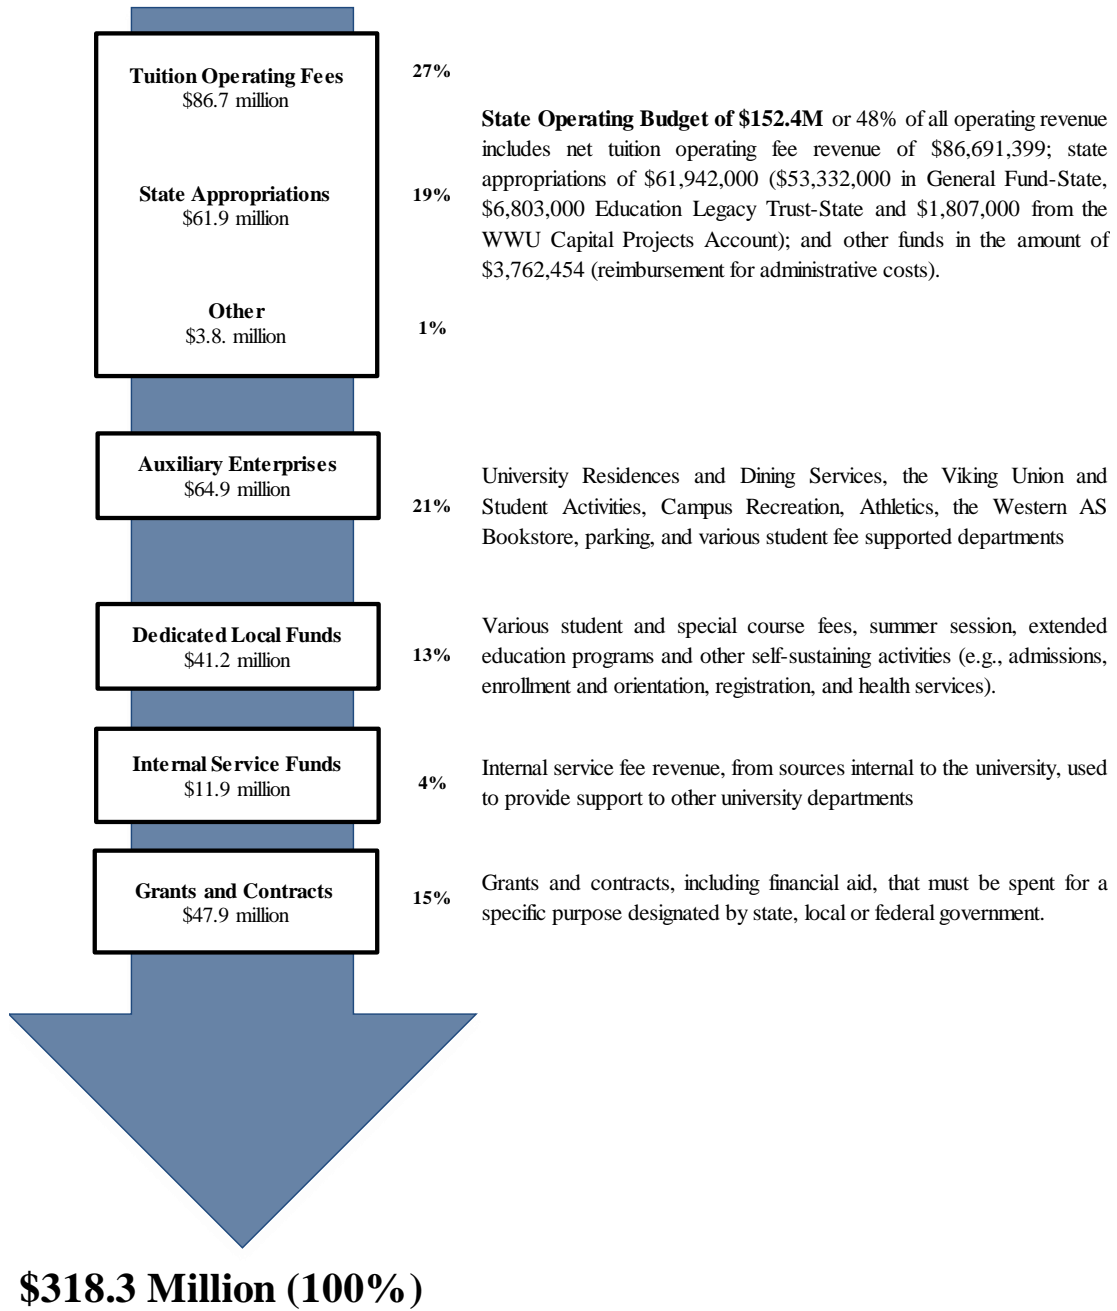 Tuition Operating Fees
$86.7 million
27%
State Appropriations
$61.9 million
19%
Other
$3.8. million
1%
State Operating Budget of $152.4M or 48% of all operating revenue
includes net tuition operating fee revenue of $86,691,399; state
appropriations of $61,942,000 ($53,332,000 in General Fund-State,
$6,803,000 Education Legacy Trust-State and $1,807,000 from the
WWU Capital Projects Account); and other funds in the amount of
$3,762,454 (reimbursement for administrative costs).
Auxiliary Enterprises
$64.9 million
21%
University Residences and Dining Services, the Viking Union and
Student Activities, Campus Recreation, Athletics, the Western AS
Bookstore, parking, and various student fee supported departments
Dedicated Local Funds
$41.2 million
13%
Various student and special course fees, summer session, extended
education programs and other self-sustaining activities (e.g., admissions,
enrollment and orientation, registration, and health services).
Internal Service Funds
$11.9 million
4%
Internal service fee revenue, from sources internal to the university, used
to provide support to other university departments
Grants and Contracts
$47.9 million
15%
Grants and contracts, including financial aid, that must be spent for a
specific purpose designated by state, local or federal government.
$318.3 Million (100%)